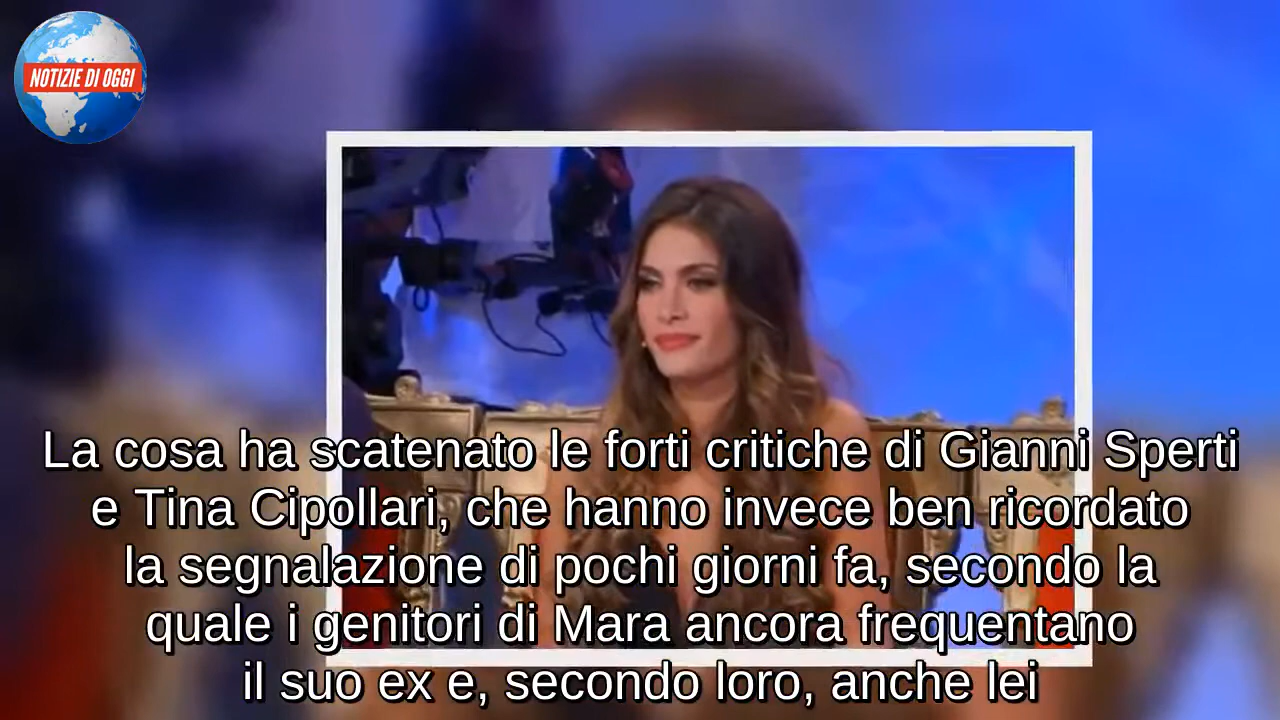 NOTIZIE DI OGGI
La cosa ha scatenato le forti critiche di Gianni Sperti
e Tina Cipollari, che hanno invece ben ricordato
la segnalazione di pochi giorni fa, secondo la
quale i genitori di Mara ancora frequentano
il suo ex e, secondo loro, anche lei